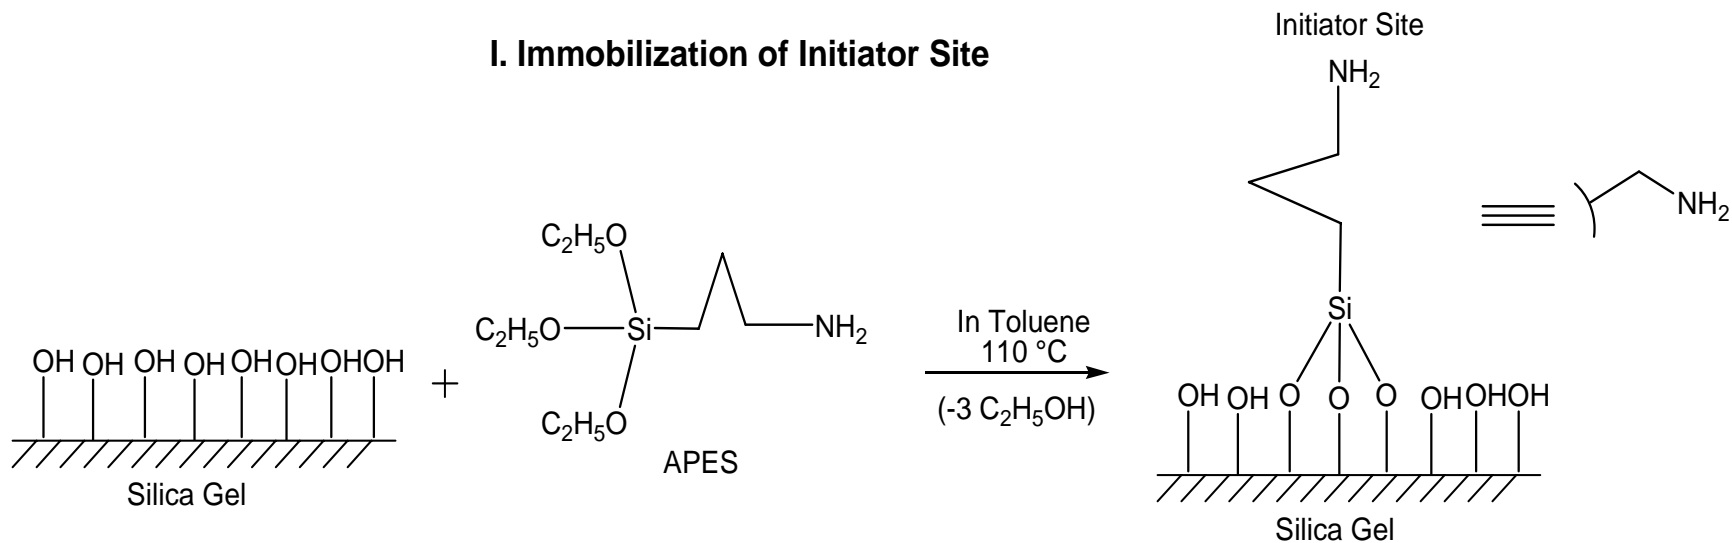 I. Immobilization of Initiator Site
Initiator Site
NH₂
NH₂
C₂H₅O
C₂H₅O
Si
NH₂
C₂H₅O
APES
In Toluene
110 °C
(-3 C₂H₅OH)
OH OH OH OH OH OH OHOH
+
Silica Gel
Si
OH OH O O O OH OHOH
Silica Gel